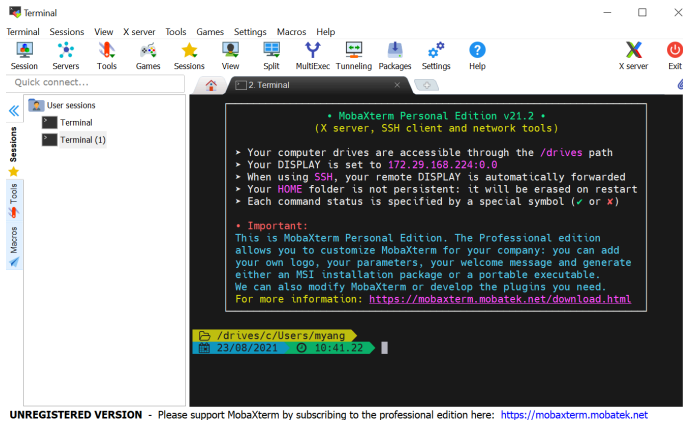 Terminal
Terminal Sessions View X server Tools Games Settings Macros Help
Session Servers Tools Games Sessions View Split MultiExec Tunneling Packages Settings Help X server Exit
Quick connect...
2. Terminal
User sessions
Terminal
Terminal (1)
Sessions
Tools
Macros
• MobaXterm Personal Edition v21.2 •
(X server, SSH client and network tools)
➤ Your computer drives are accessible through the /drives path
➤ Your DISPLAY is set to 172.29.168.224:0.0
➤ When using SSH, your remote DISPLAY is automatically forwarded
➤ Your HOME folder is not persistent: it will be erased on restart
➤ Each command status is specified by a special symbol (✔ or ✘)
• Important:
This is MobaXterm Personal Edition. The Professional edition
allows you to customize MobaXterm for your company: you can add
your own logo, your parameters, your welcome message and generate
either an MSI installation package or a portable executable.
We can also modify MobaXterm or develop the plugins you need.
For more information: https://mobaxterm.mobatek.net/download.html
/drives/c/Users/myang
23/08/2021 10:41.22
UNREGISTERED VERSION - Please support MobaXterm by subscribing to the professional edition here: https://mobaxterm.mobatek.net